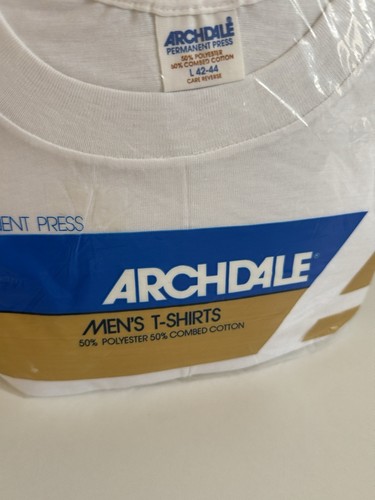 ARCHDALE®
PERMANENT PRESS
50% POLYESTER
50% COMBED COTTON
L 42-44
CARE REVERSE
ENT PRESS
ARCHDALE®
MEN'S T-SHIRTS
50% POLYESTER 50% COMBED COTTON